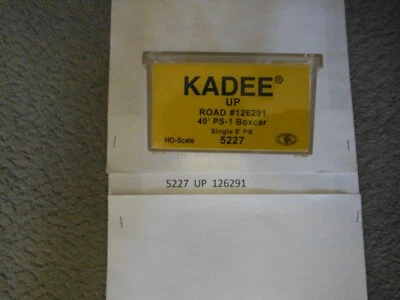 KADEE®
UP
ROAD #126291
40' PS-1 Boxcar
Single 8' PS
HO-Scale 5227
5227 UP 126291